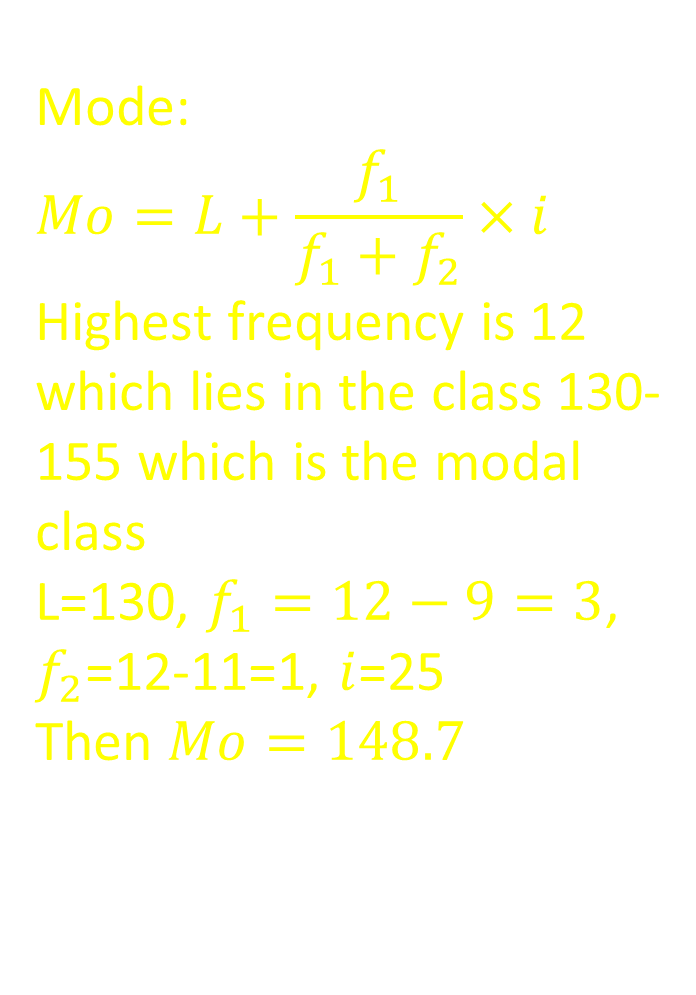 Mode:
𝑀𝑜 = 𝐿 + 𝑓₁/(𝑓₁ + 𝑓₂) × 𝑖
Highest frequency is 12
which lies in the class 130-
155 which is the modal
class
L=130, 𝑓₁ = 12 − 9 = 3,
𝑓₂=12-11=1, 𝑖=25
Then 𝑀𝑜 = 148.7